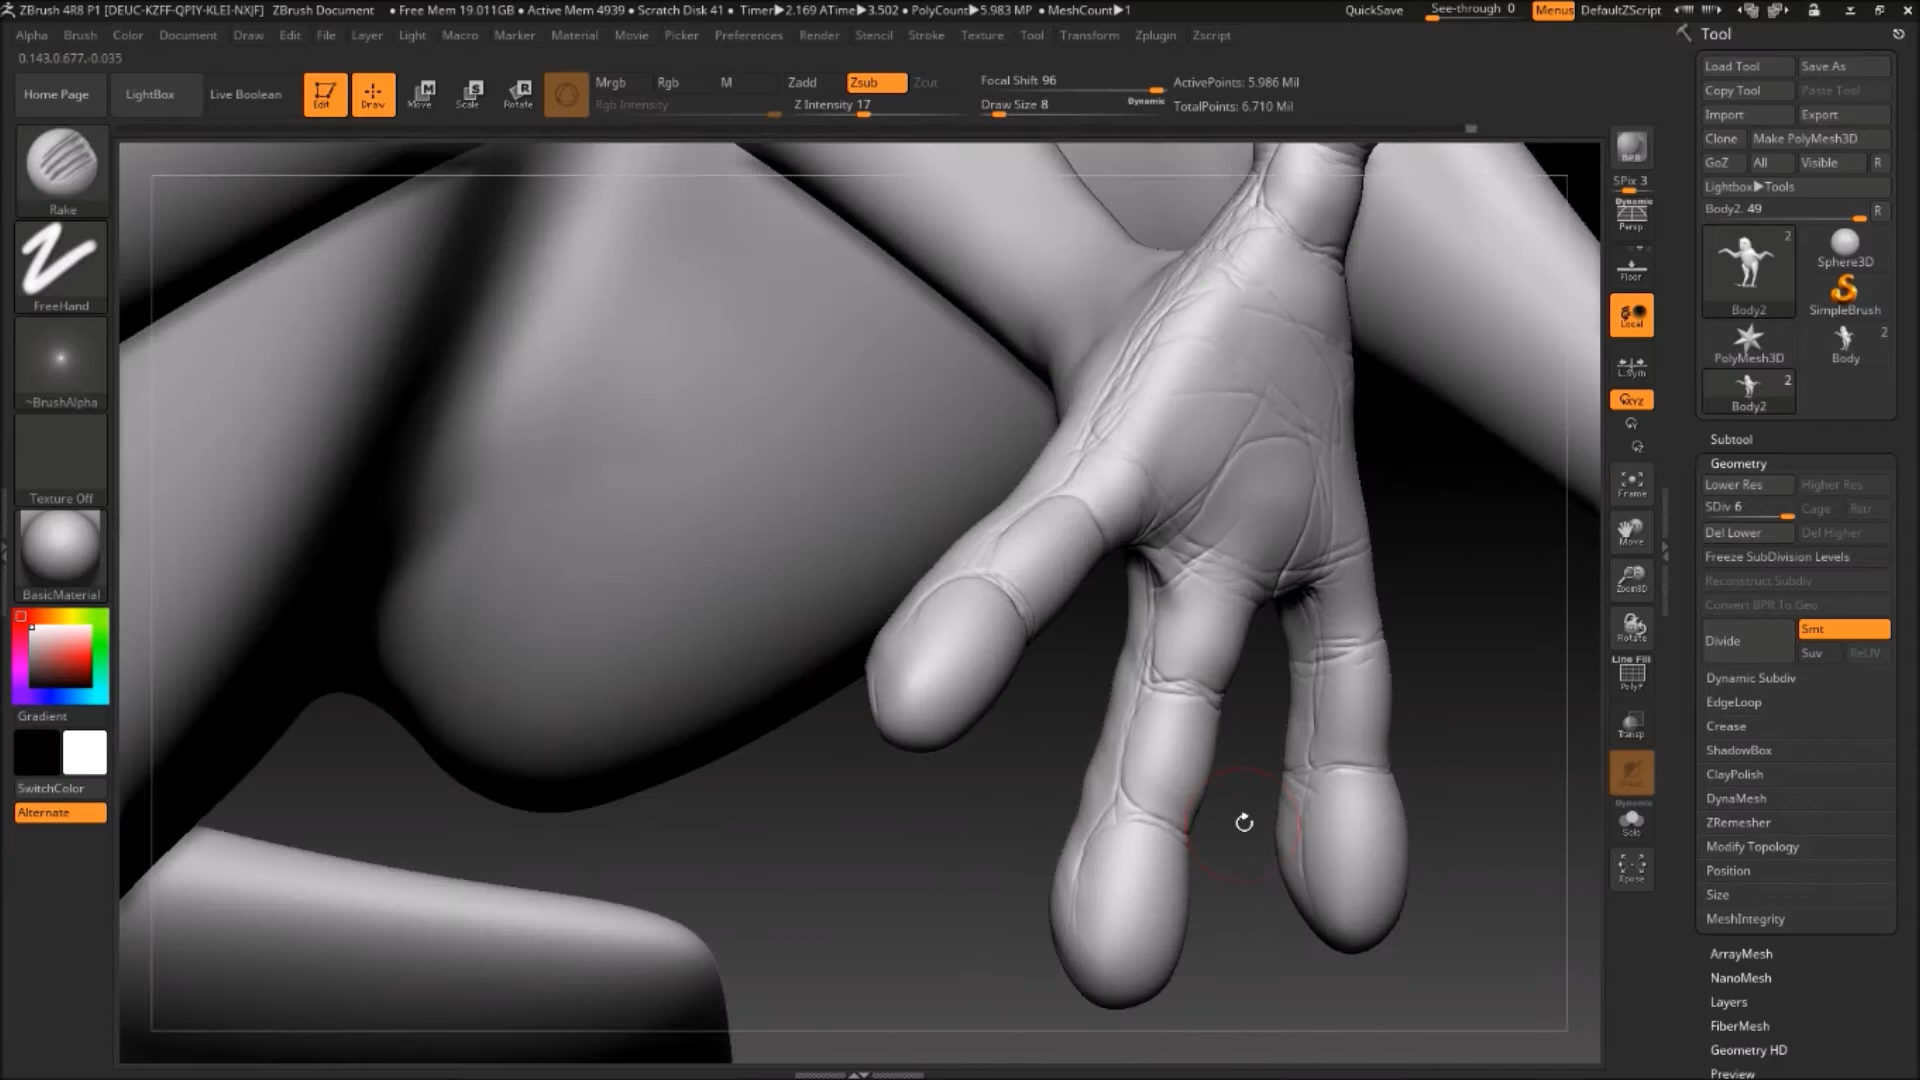 ZBrush 4R8 P1 [DEUC-KZFF-QPIY-KLEI-NXJF] ZBrush Document • Free Mem 19.011GB • Active Mem 4939 • Scratch Disk 41 • Timer▶2.169 ATime▶3.502 • PolyCount▶5.983 MP • MeshCount▶1 QuickSave See-through 0 Menus DefaultZScript
Alpha Brush Color Document Draw Edit File Layer Light Macro Marker Material Movie Picker Preferences Render Stencil Stroke Texture Tool Transform Zplugin Zscript
0.143,0.677,-0.035
Home Page LightBox Live Boolean Edit Draw Move Scale Rotate
Mrgb Rgb M Zadd Zsub Zcut Focal Shift 96 ActivePoints: 5.986 Mil
Rgb Intensity Z Intensity 17 Draw Size 8 Dynamic TotalPoints: 6.710 Mil
Rake
FreeHand
~BrushAlpha
Texture Off
BasicMaterial
Gradient
SwitchColor
Alternate
BPR
SPix 3
Dynamic
Persp
Floor
Local
L.Sym
XYZ
Frame
Move
Zoom3D
Rotate
Line Fill
PolyF
Transp
Dynamic
Solo
Xpose
Tool
Load Tool Save As
Copy Tool Paste Tool
Import Export
Clone Make PolyMesh3D
GoZ All Visible R
Lightbox▶Tools
Body2. 49 R
2
Body2
Sphere3D
SimpleBrush
PolyMesh3D
2
Body
2
Body2
Subtool
Geometry
Lower Res Higher Res
SDiv 6 Cage Rstr
Del Lower Del Higher
Freeze SubDivision Levels
Reconstruct Subdiv
Convert BPR To Geo
Divide Smt
Suv ReUV
Dynamic Subdiv
EdgeLoop
Crease
ShadowBox
ClayPolish
DynaMesh
ZRemesher
Modify Topology
Position
Size
MeshIntegrity
ArrayMesh
NanoMesh
Layers
FiberMesh
Geometry HD
Preview